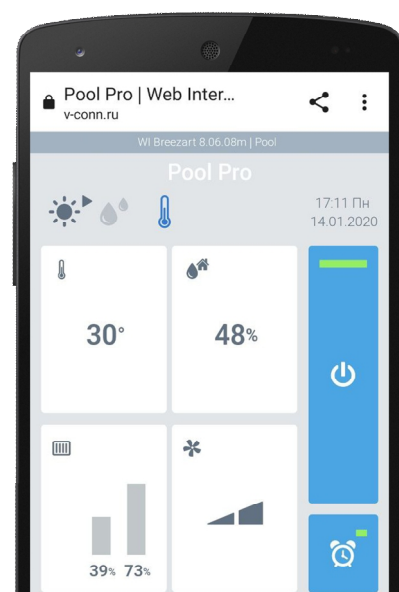 Pool Pro | Web Inter...
v-conn.ru
WI Breezart 8.06.08m | Pool
Pool Pro
17:11 Пн
14.01.2020
30°
48%
39% 73%